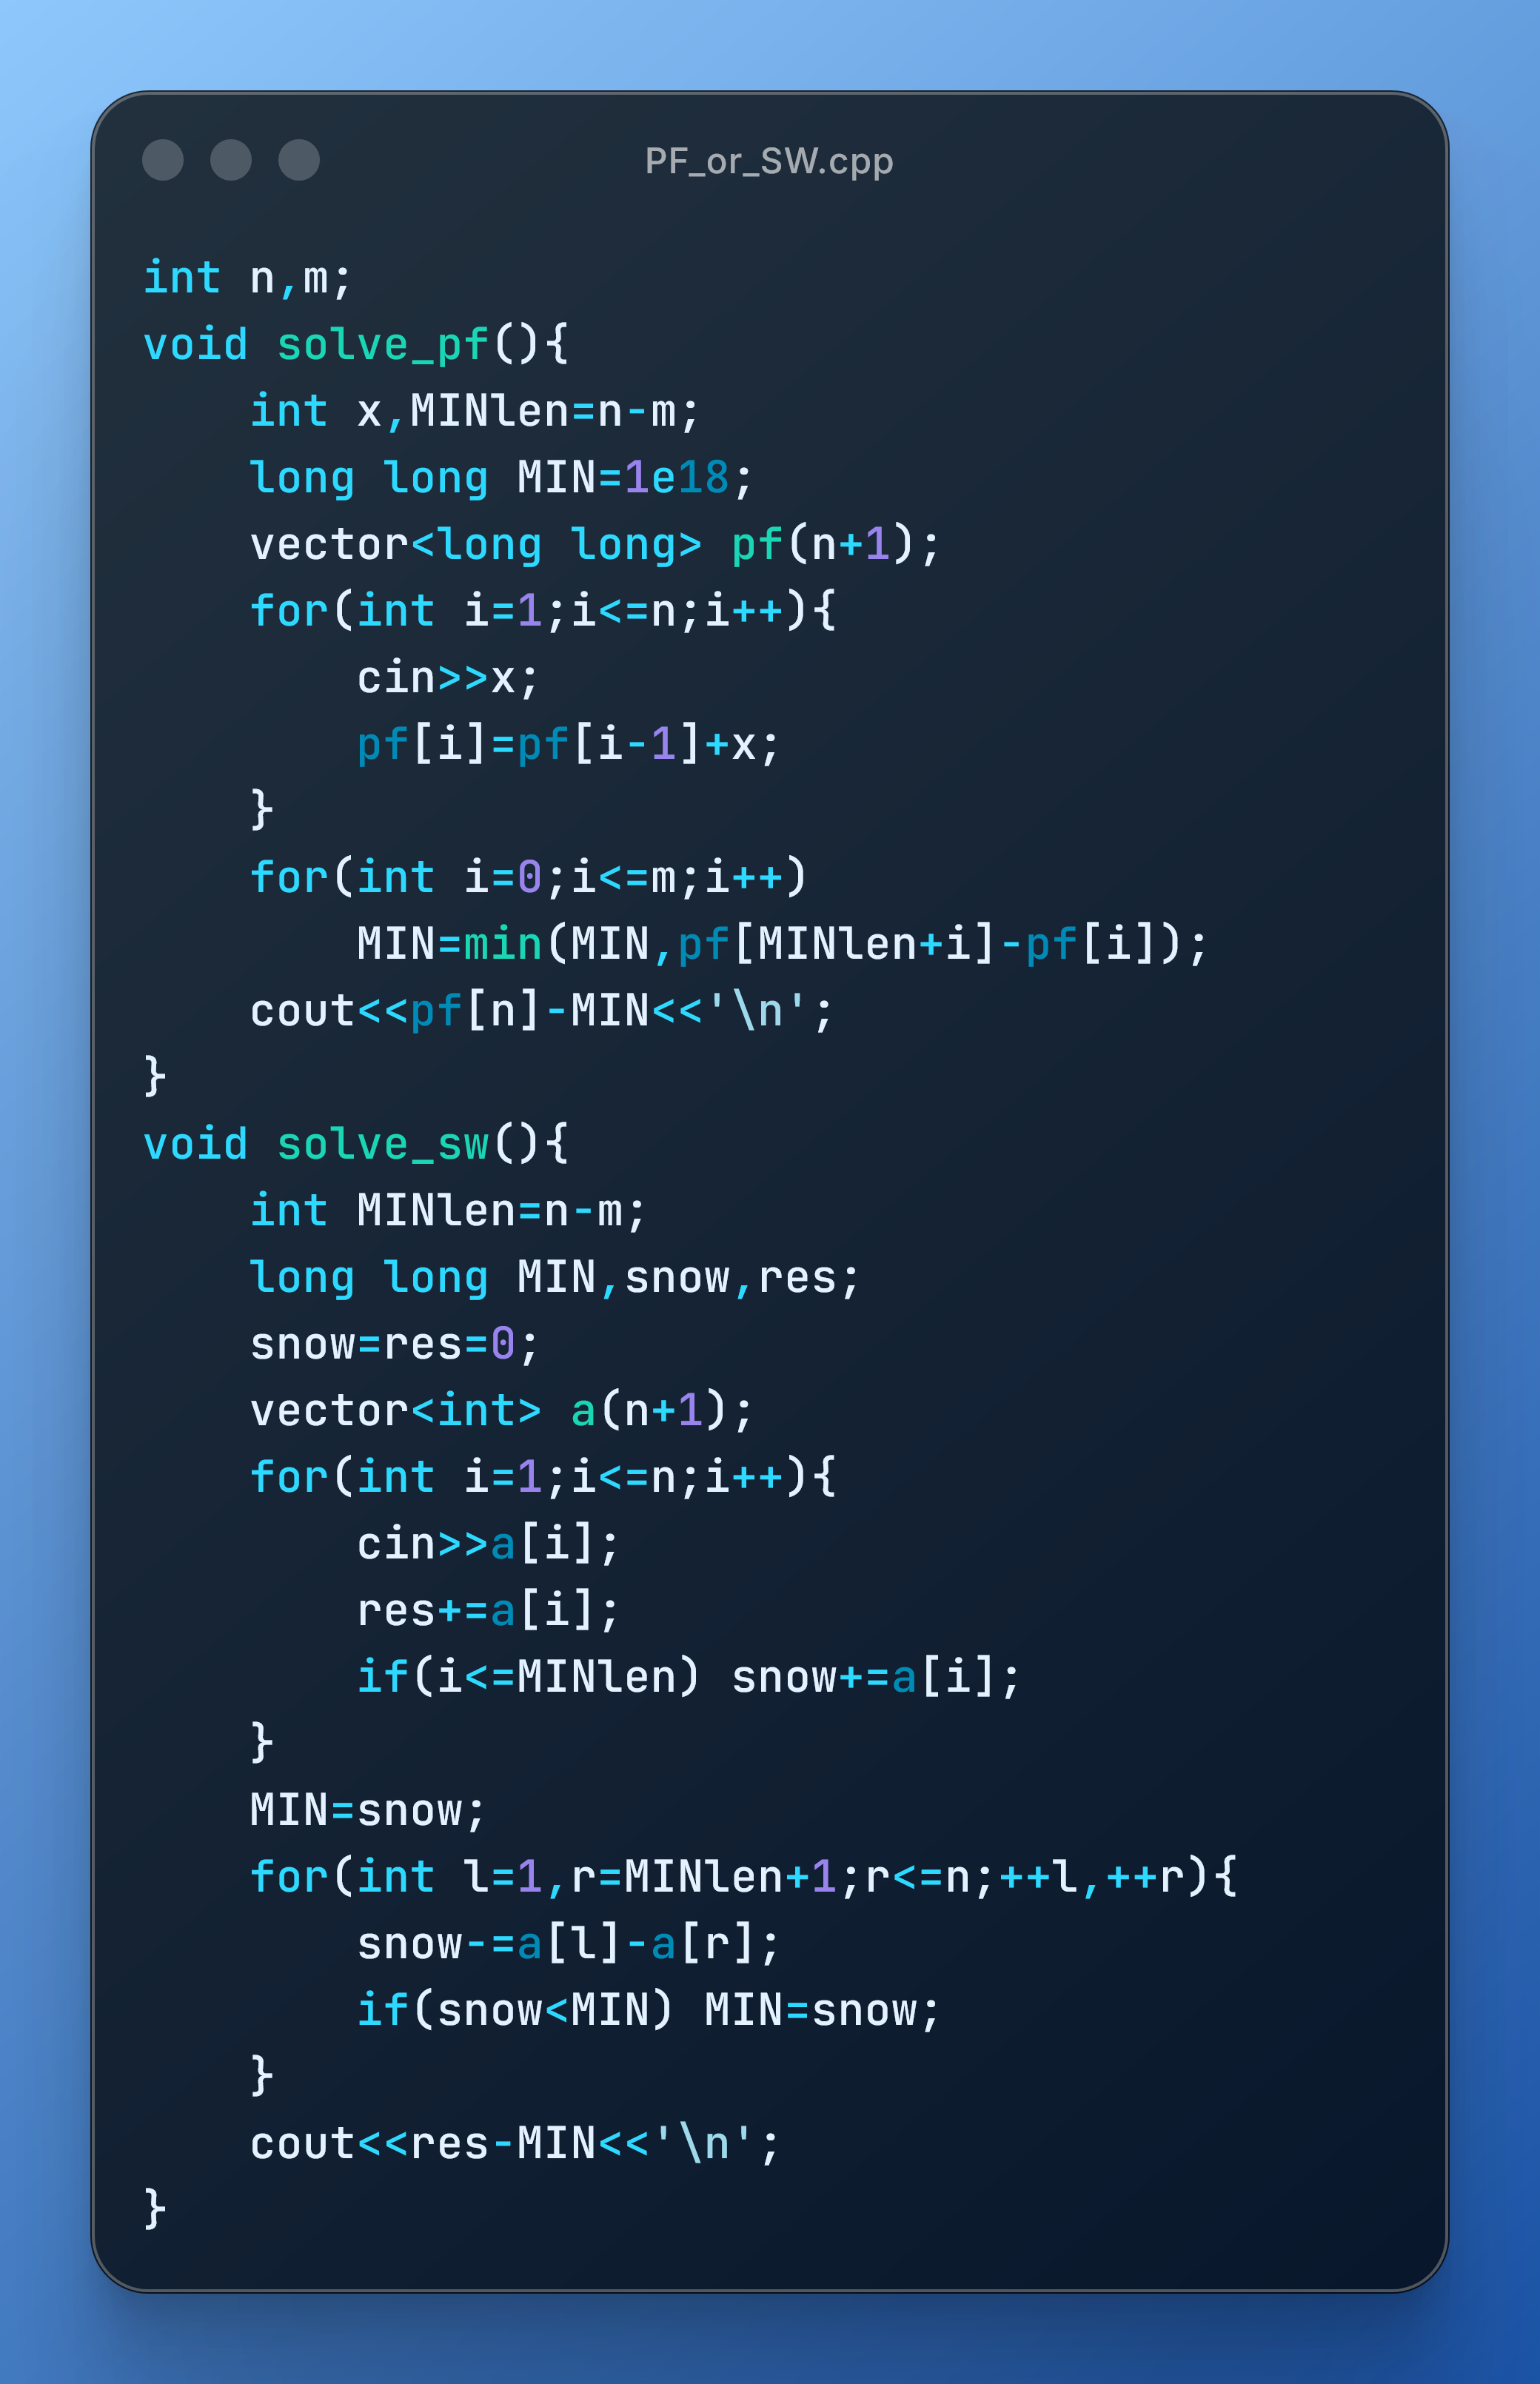 PF_or_SW.cpp
int n,m;
void solve_pf(){
    int x,MINlen=n-m;
    long long MIN=1e18;
    vector<long long> pf(n+1);
    for(int i=1;i<=n;i++){
        cin>>x;
        pf[i]=pf[i-1]+x;
    }
    for(int i=0;i<=m;i++)
        MIN=min(MIN,pf[MINlen+i]-pf[i]);
    cout<<pf[n]-MIN<<'\n';
}
void solve_sw(){
    int MINlen=n-m;
    long long MIN,snow,res;
    snow=res=0;
    vector<int> a(n+1);
    for(int i=1;i<=n;i++){
        cin>>a[i];
        res+=a[i];
        if(i<=MINlen) snow+=a[i];
    }
    MIN=snow;
    for(int l=1,r=MINlen+1;r<=n;++l,++r){
        snow-=a[l]-a[r];
        if(snow<MIN) MIN=snow;
    }
    cout<<res-MIN<<'\n';
}